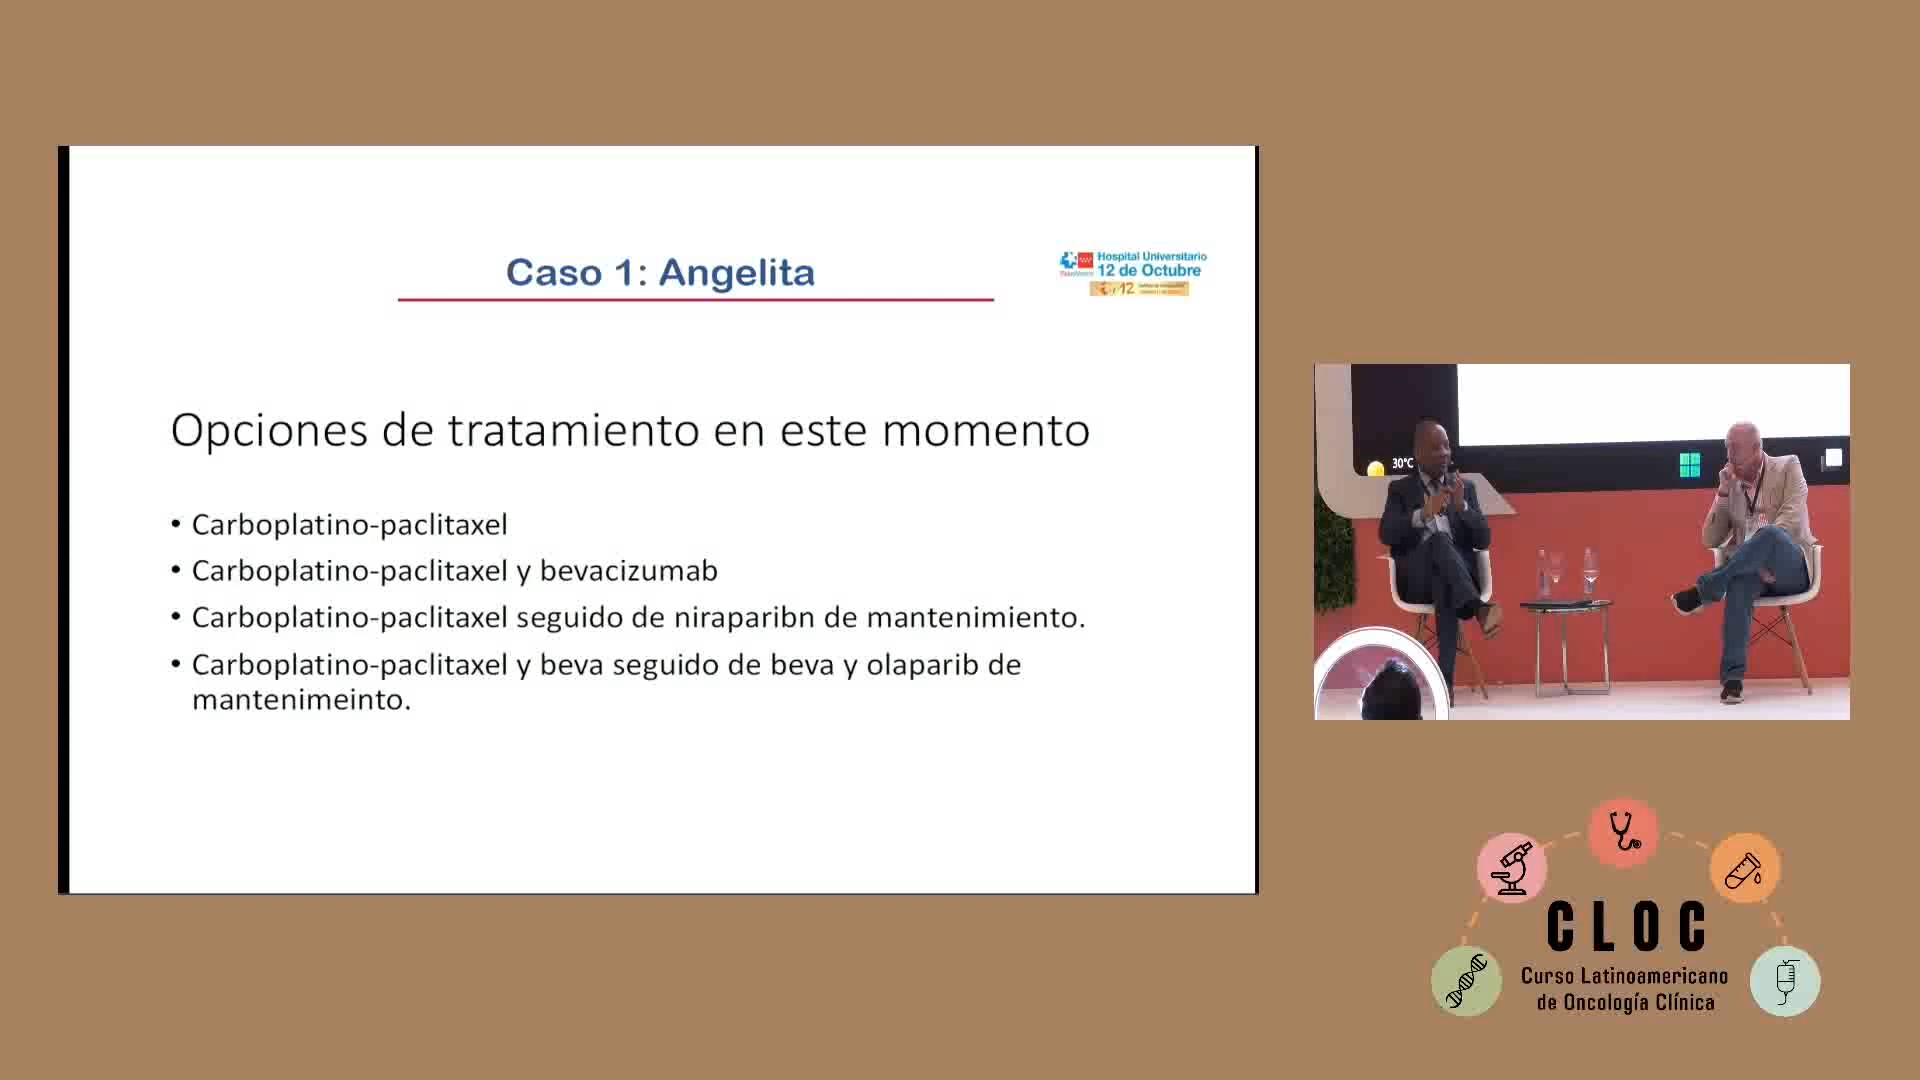 Caso 1: Angelita
Hospital Universitario
12 de Octubre
Opciones de tratamiento en este momento
• Carboplatino-paclitaxel
• Carboplatino-paclitaxel y bevacizumab
• Carboplatino-paclitaxel seguido de niraparibn de mantenimiento.
• Carboplatino-paclitaxel y beva seguido de beva y olaparib de
mantenimeinto.
30°C
CLOC
Curso Latinoamericano
de Oncología Clínica